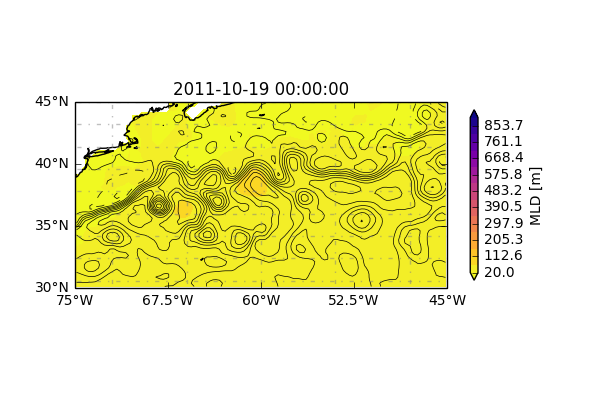 2011-10-19 00:00:00
45°N
40°N
35°N
30°N
75°W
67.5°W
60°W
52.5°W
45°W
853.7
761.1
668.4
575.8
483.2
390.5
297.9
205.3
112.6
20.0
MLD [m]